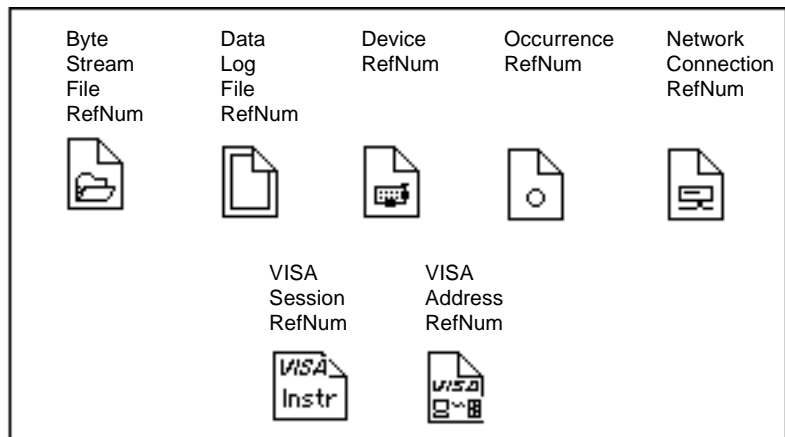 Byte
Stream
File
RefNum
Data
Log
File
RefNum
Device
RefNum
Occurrence
RefNum
Network
Connection
RefNum
VISA
Session
RefNum
VISA
Address
RefNum
VISA
Instr
VISA